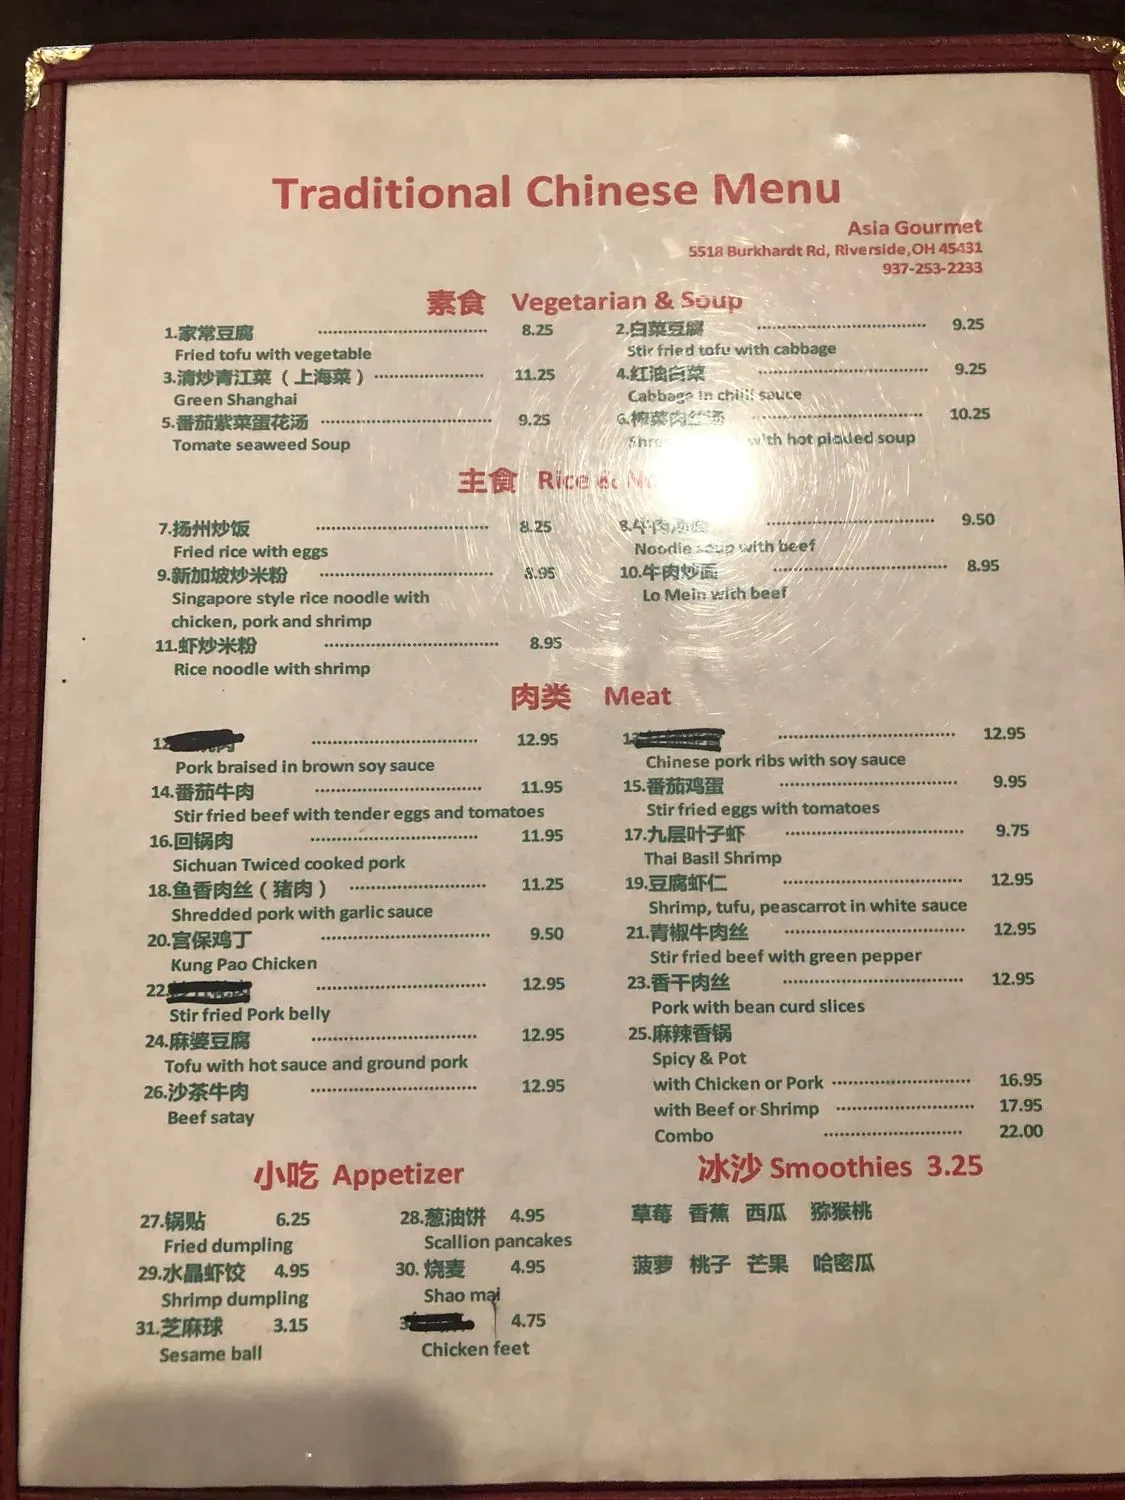 Traditional Chinese Menu
Asia Gourmet
5518 Burkhardt Rd, Riverside,OH 45431
937-253-2233
素食 Vegetarian & Soup
1.家常豆腐 8.25
Fried tofu with vegetable
2.白菜豆腐 9.25
Stir fried tofu with cabbage
3.清炒青江菜（上海菜） 11.25
Green Shanghai
4.红油白菜 9.25
Cabbage in chilli sauce
5.番茄紫菜蛋花汤 9.25
Tomate seaweed Soup
6.榨菜肉丝汤 10.25
with hot pickled soup
主食 Rice &
7.扬州炒饭 8.25
Fried rice with eggs
8.牛肉汤面 9.50
Noodle soup with beef
9.新加坡炒米粉 8.95
Singapore style rice noodle with
chicken, pork and shrimp
10.牛肉炒面 8.95
Lo Mein with beef
11.虾炒米粉 8.95
Rice noodle with shrimp
肉类 Meat
12 肉 12.95
Pork braised in brown soy sauce
13 12.95
Chinese pork ribs with soy sauce
14.番茄牛肉 11.95
Stir fried beef with tender eggs and tomatoes
15.番茄鸡蛋 9.95
Stir fried eggs with tomatoes
16.回锅肉 11.95
Sichuan Twiced cooked pork
17.九层叶子虾 9.75
Thai Basil Shrimp
18.鱼香肉丝（猪肉） 11.25
Shredded pork with garlic sauce
19.豆腐虾仁 12.95
Shrimp, tufu, peascarrot in white sauce
20.宫保鸡丁 9.50
Kung Pao Chicken
21.青椒牛肉丝 12.95
Stir fried beef with green pepper
22. 12.95
Stir fried Pork belly
23.香干肉丝 12.95
Pork with bean curd slices
24.麻婆豆腐 12.95
Tofu with hot sauce and ground pork
25.麻辣香锅
Spicy & Pot
with Chicken or Pork 16.95
with Beef or Shrimp 17.95
Combo 22.00
26.沙茶牛肉 12.95
Beef satay
小吃 Appetizer
27.锅贴 6.25
Fried dumpling
28.葱油饼 4.95
Scallion pancakes
29.水晶虾饺 4.95
Shrimp dumpling
30. 烧麦 4.95
Shao mai
31.芝麻球 3.15
Sesame ball
3 4.75
Chicken feet
冰沙 Smoothies 3.25
草莓 香蕉 西瓜 猕猴桃
菠萝 桃子 芒果 哈密瓜